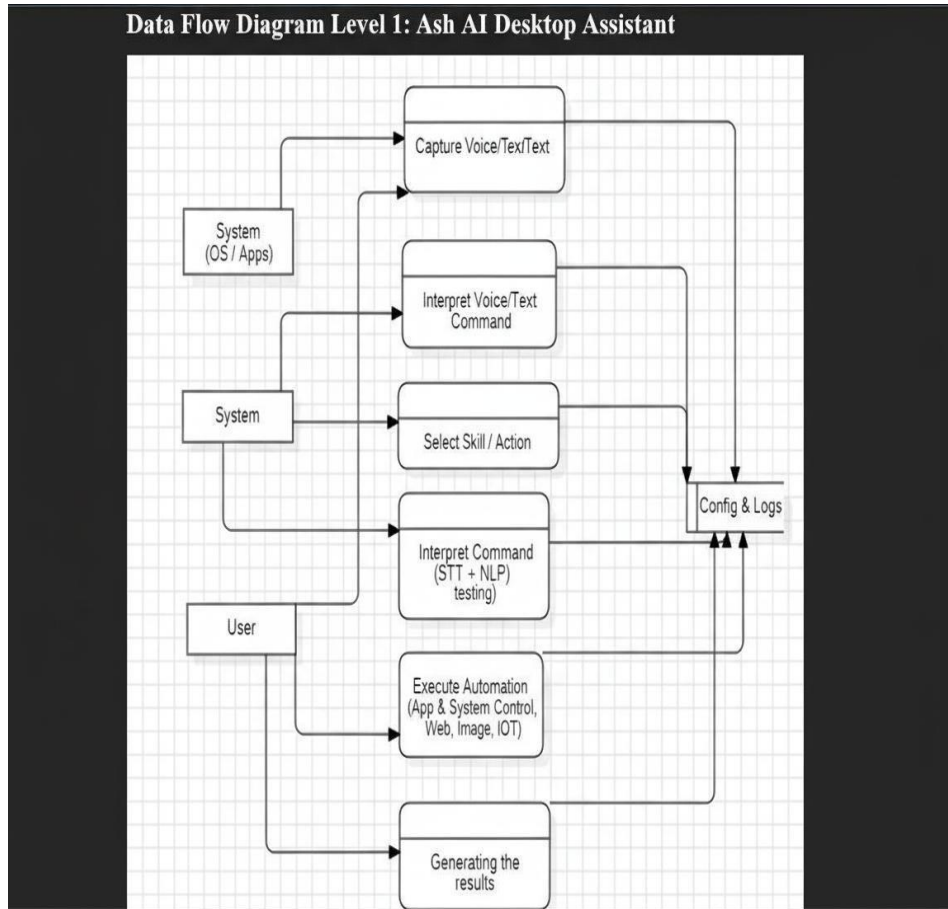 Data Flow Diagram Level 1: Ash AI Desktop Assistant
Capture Voice/Tex/Text
System
(OS / Apps)
Interpret Voice/Text
Command
System
Select Skill / Action
Config & Logs
Interpret Command
(STT + NLP)
testing)
User
Execute Automation
(App & System Control,
Web, Image, IOT)
Generating the
results